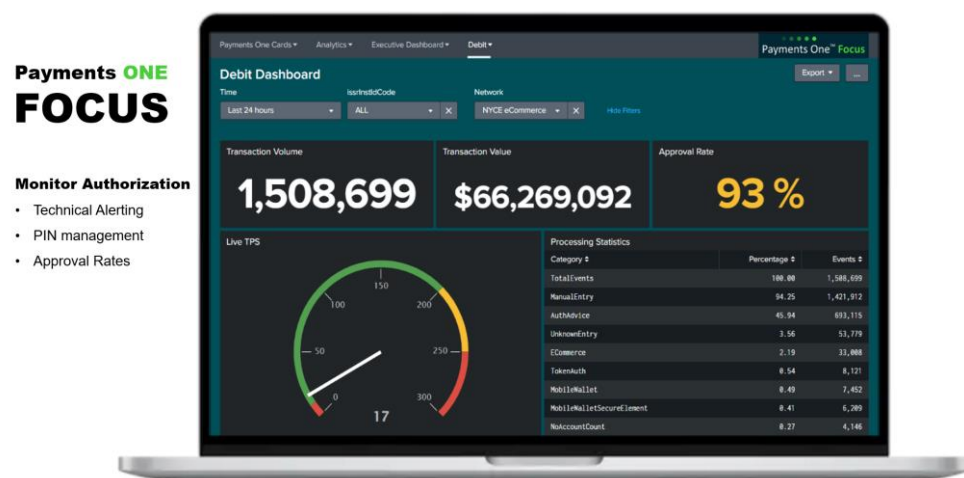 Payments ONE
FOCUS
Monitor Authorization
• Technical Alerting
• PIN management
• Approval Rates
Payments One Cards Analytics Executive Dashboard Debit
Payments One™ Focus
Debit Dashboard
Export ...
Time IssrInstIdCode Network
Last 24 hours ALL X NYCE eCommerce X Hide Filters
Transaction Volume Transaction Value Approval Rate
1,508,699 $66,269,092 93 %
Live TPS
0 50 100 150 200 250 300
17
Processing Statistics
Category Percentage Events
TotalEvents 100.00 1,508,699
ManualEntry 94.25 1,421,912
AuthAdvice 45.94 693,115
UnknownEntry 3.56 53,779
ECommerce 2.19 33,008
TokenAuth 0.54 8,121
MobileWallet 0.49 7,452
MobileWalletSecureElement 0.41 6,209
NoAccountCount 0.27 4,146